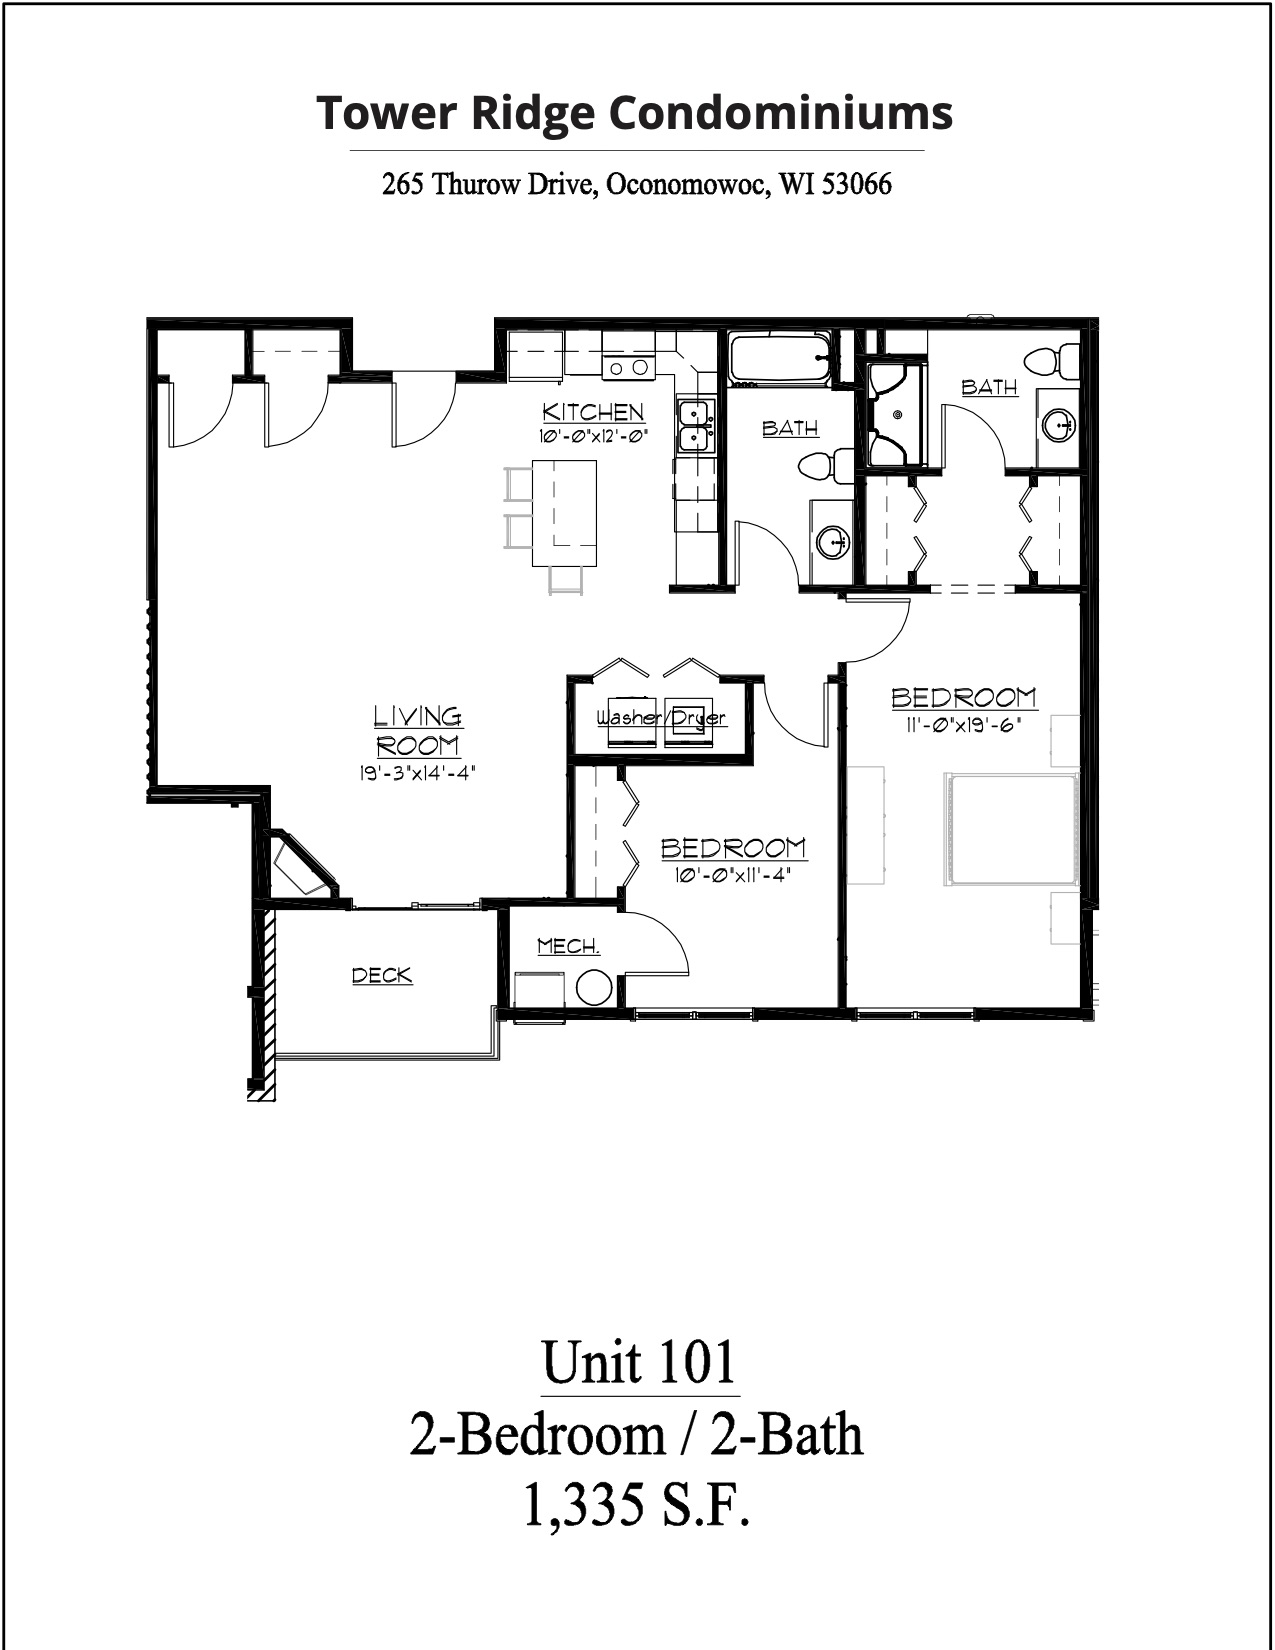 Tower Ridge Condominiums
265 Thurow Drive, Oconomowoc, WI 53066
KITCHEN
10'-0"x12'-0"
BATH
BATH
LIVING
ROOM
19'-3"x14'-4"
Washer/Dryer
BEDROOM
11'-0"x19'-6"
BEDROOM
10'-0"x11'-4"
MECH.
DECK
Unit 101
2-Bedroom / 2-Bath
1,335 S.F.